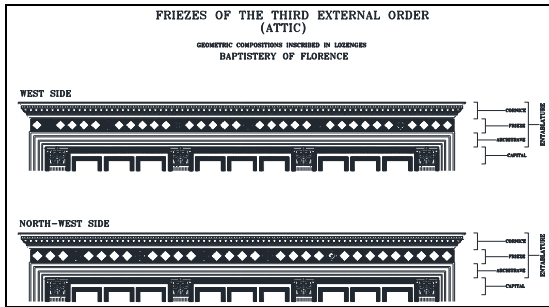 FRIEZES OF THE THIRD EXTERNAL ORDER
(ATTIC)
GEOMETRIC COMPOSITIONS INSCRIBED IN LOZENGES
BAPTISTERY OF FLORENCE
WEST SIDE
CORNICE
FRIEZE
ARCHITRAVE
CAPITAL
ENTABLATURE
NORTH-WEST SIDE
CORNICE
FRIEZE
ARCHITRAVE
CAPITAL
ENTABLATURE